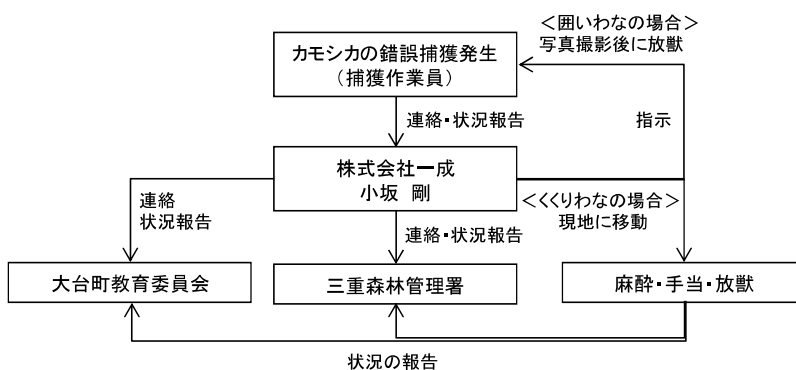 <囲いわなの場合>
写真撮影後に放獣
カモシカの錯誤捕獲発生
(捕獲作業員)
連絡・状況報告
指示
株式会社一成
小坂 剛
連絡
状況報告
連絡・状況報告
<くくりわなの場合>
現地に移動
大台町教育委員会
三重森林管理署
麻酔・手当・放獣
状況の報告